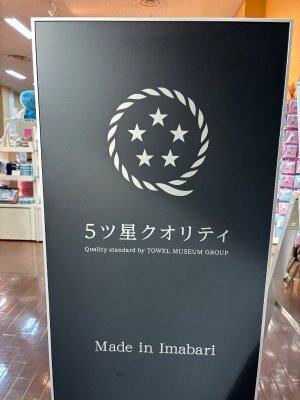 5ツ星クオリティ
Quality standard by TOWEL MUSEUM GROUP
Made in Imabari